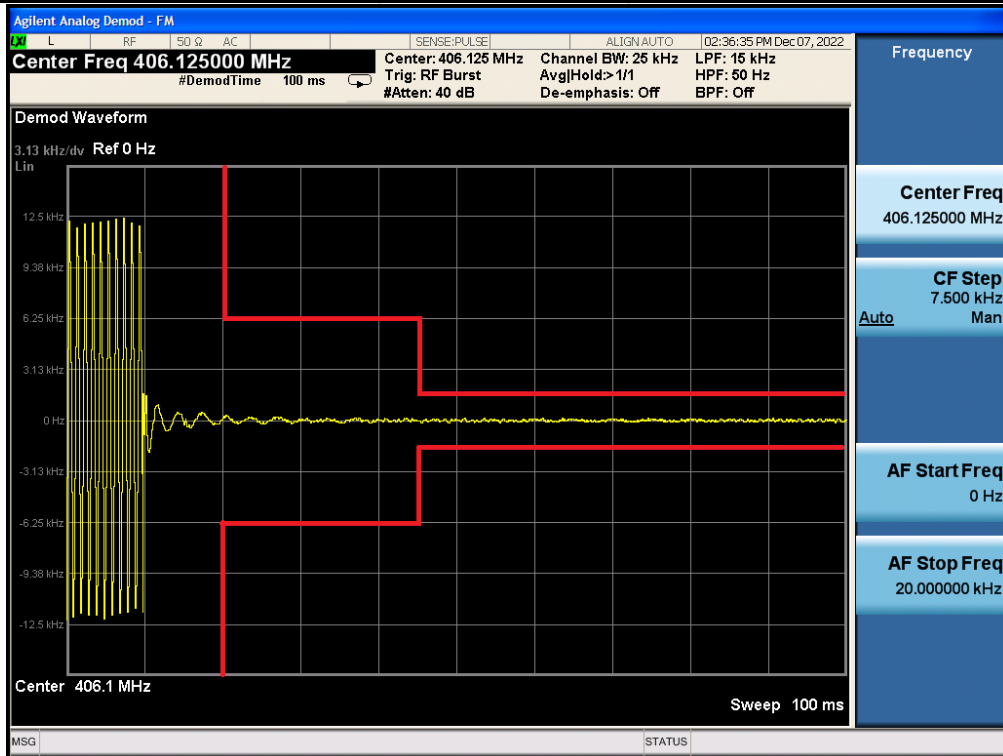 Agilent Analog Demod - FM
LXI L RF 50 Ω AC SENSE:PULSE ALIGN AUTO 02:36:35 PM Dec 07, 2022
Center Freq 406.125000 MHz
#DemodTime 100 ms
Center: 406.125 MHz
Trig: RF Burst
#Atten: 40 dB
Channel BW: 25 kHz
Avg|Hold:>1/1
De-emphasis: Off
LPF: 15 kHz
HPF: 50 Hz
BPF: Off
Demod Waveform
3.13 kHz/dv Ref 0 Hz
Lin
12.5 kHz
9.38 kHz
6.25 kHz
3.13 kHz
0 Hz
-3.13 kHz
-6.25 kHz
-9.38 kHz
-12.5 kHz
Center 406.1 MHz
Sweep 100 ms
Frequency
Center Freq
406.125000 MHz
CF Step
7.500 kHz
Auto Man
AF Start Freq
0 Hz
AF Stop Freq
20.000000 kHz
MSG STATUS